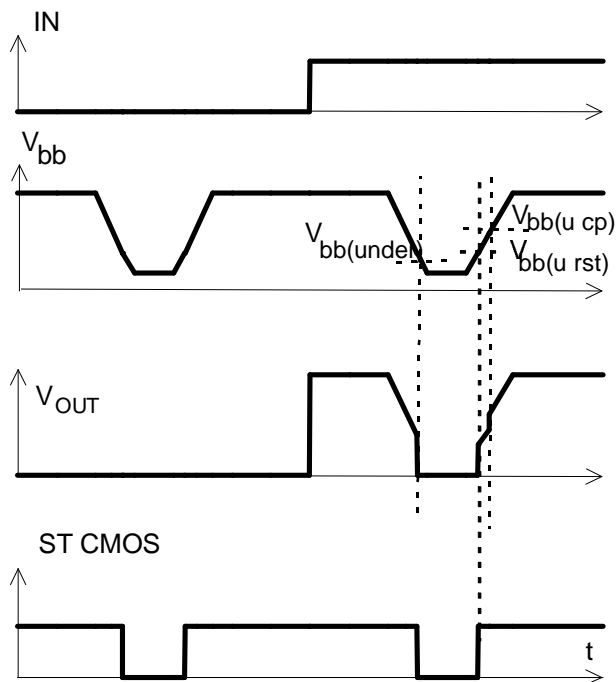 IN
Vbb
Vbb(u cp)
Vbb(under)
Vbb(u rst)
VOUT
ST CMOS
t